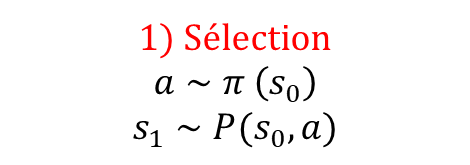 1) Sélection
a ~ π (s₀)
s₁ ~ P(s₀, a)